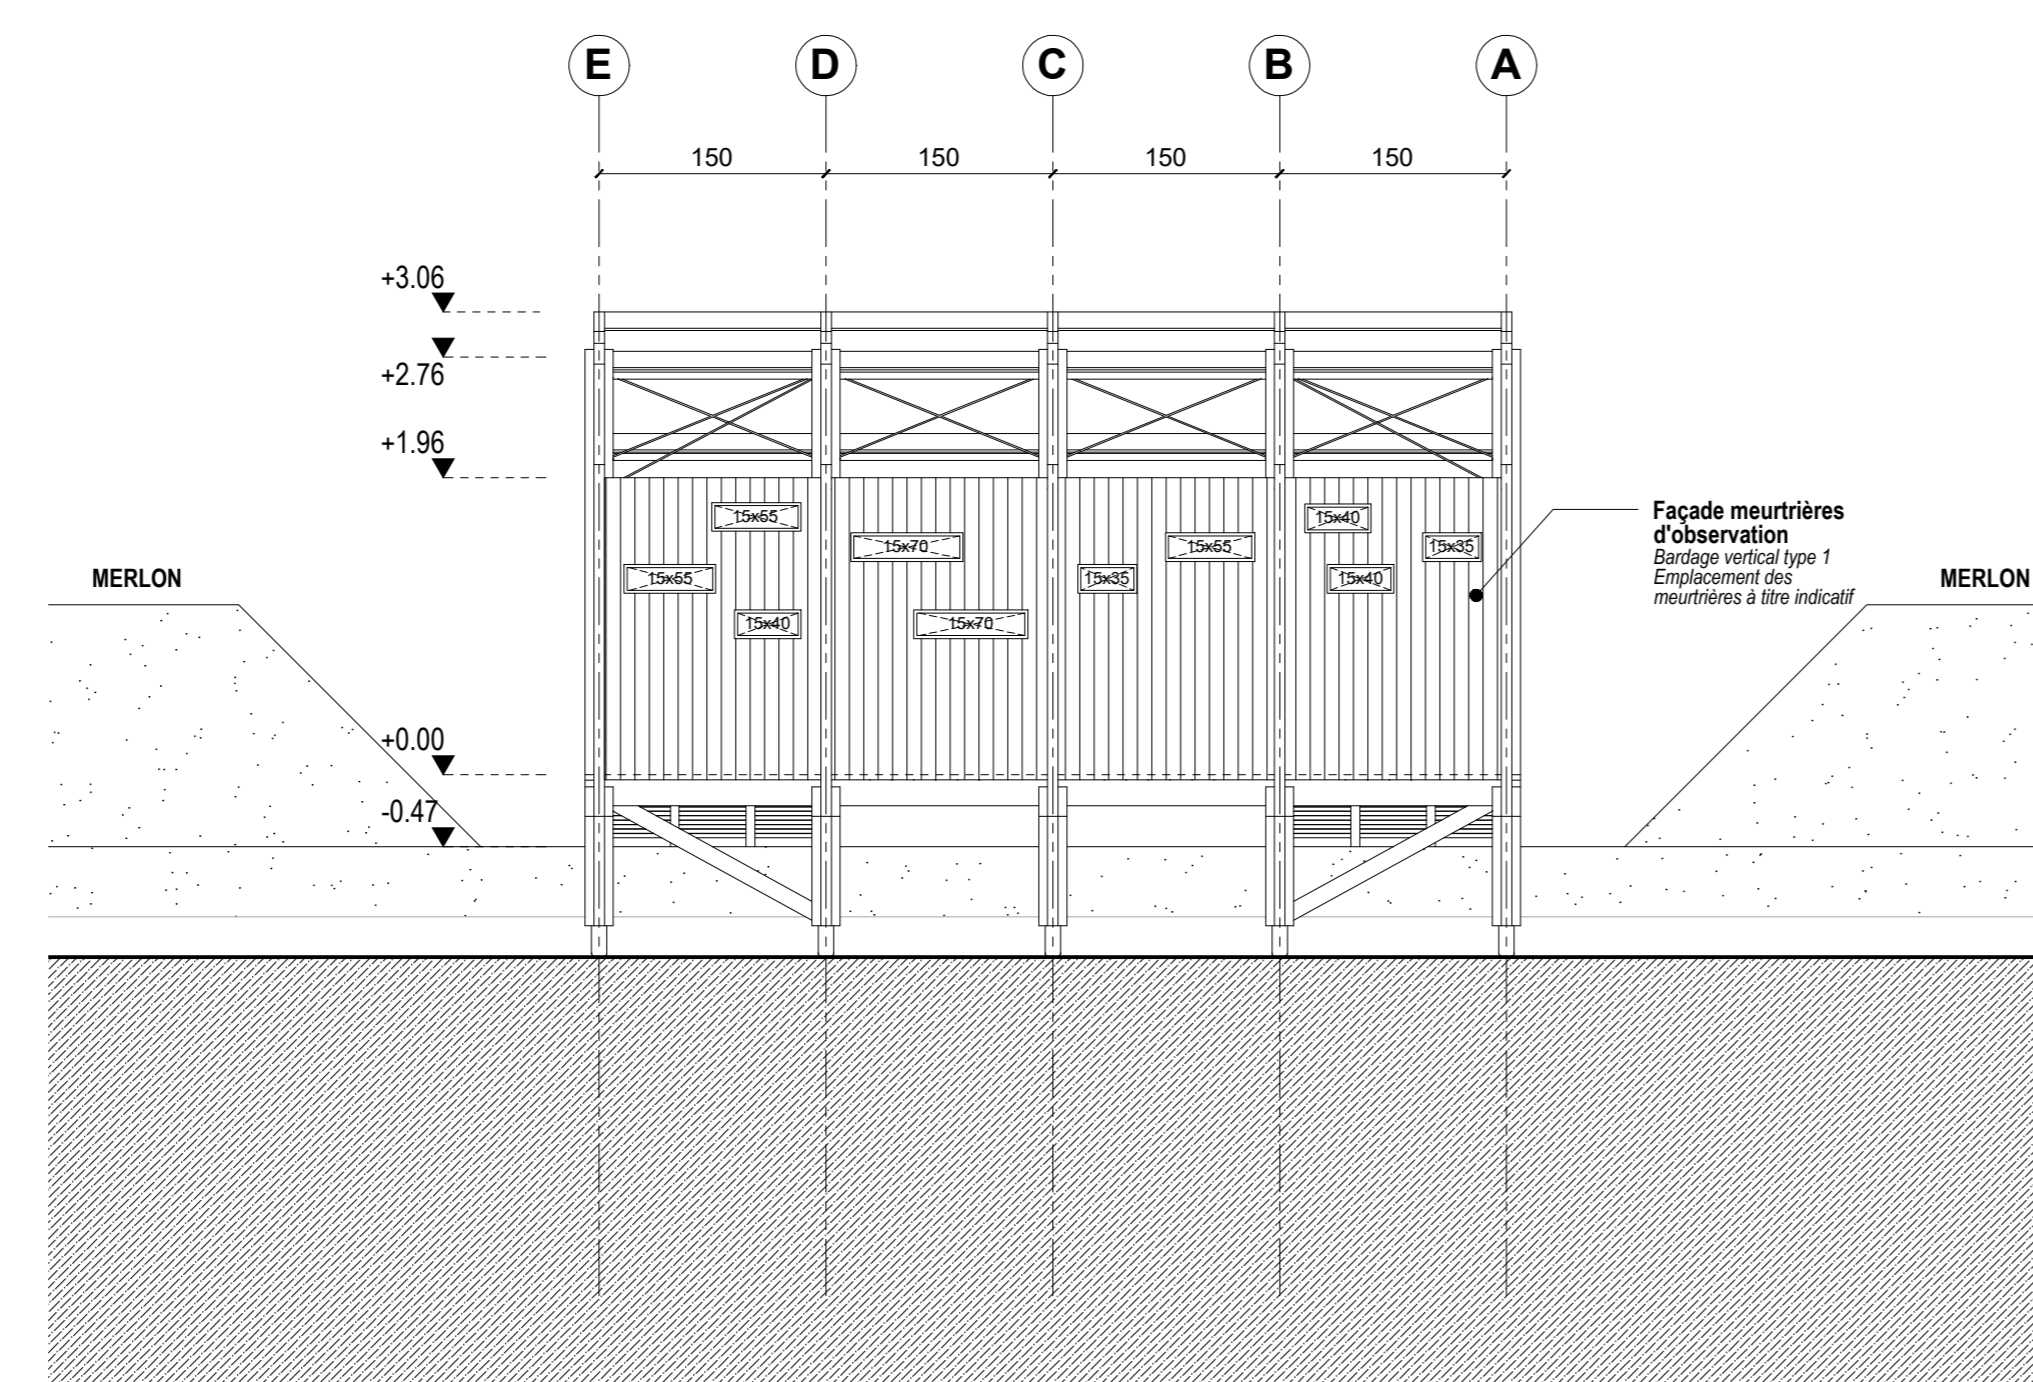 E D C B A
150 150 150 150
+3.06
+2.76
+1.96
15x55 15x40
15x70 15x55 15x35
15x55 15x35 15x40
15x40 15x70
Façade meurtrières
d'observation
Bardage vertical type 1
Emplacement des
meurtrières à titre indicatif
MERLON MERLON
+0.00
-0.47